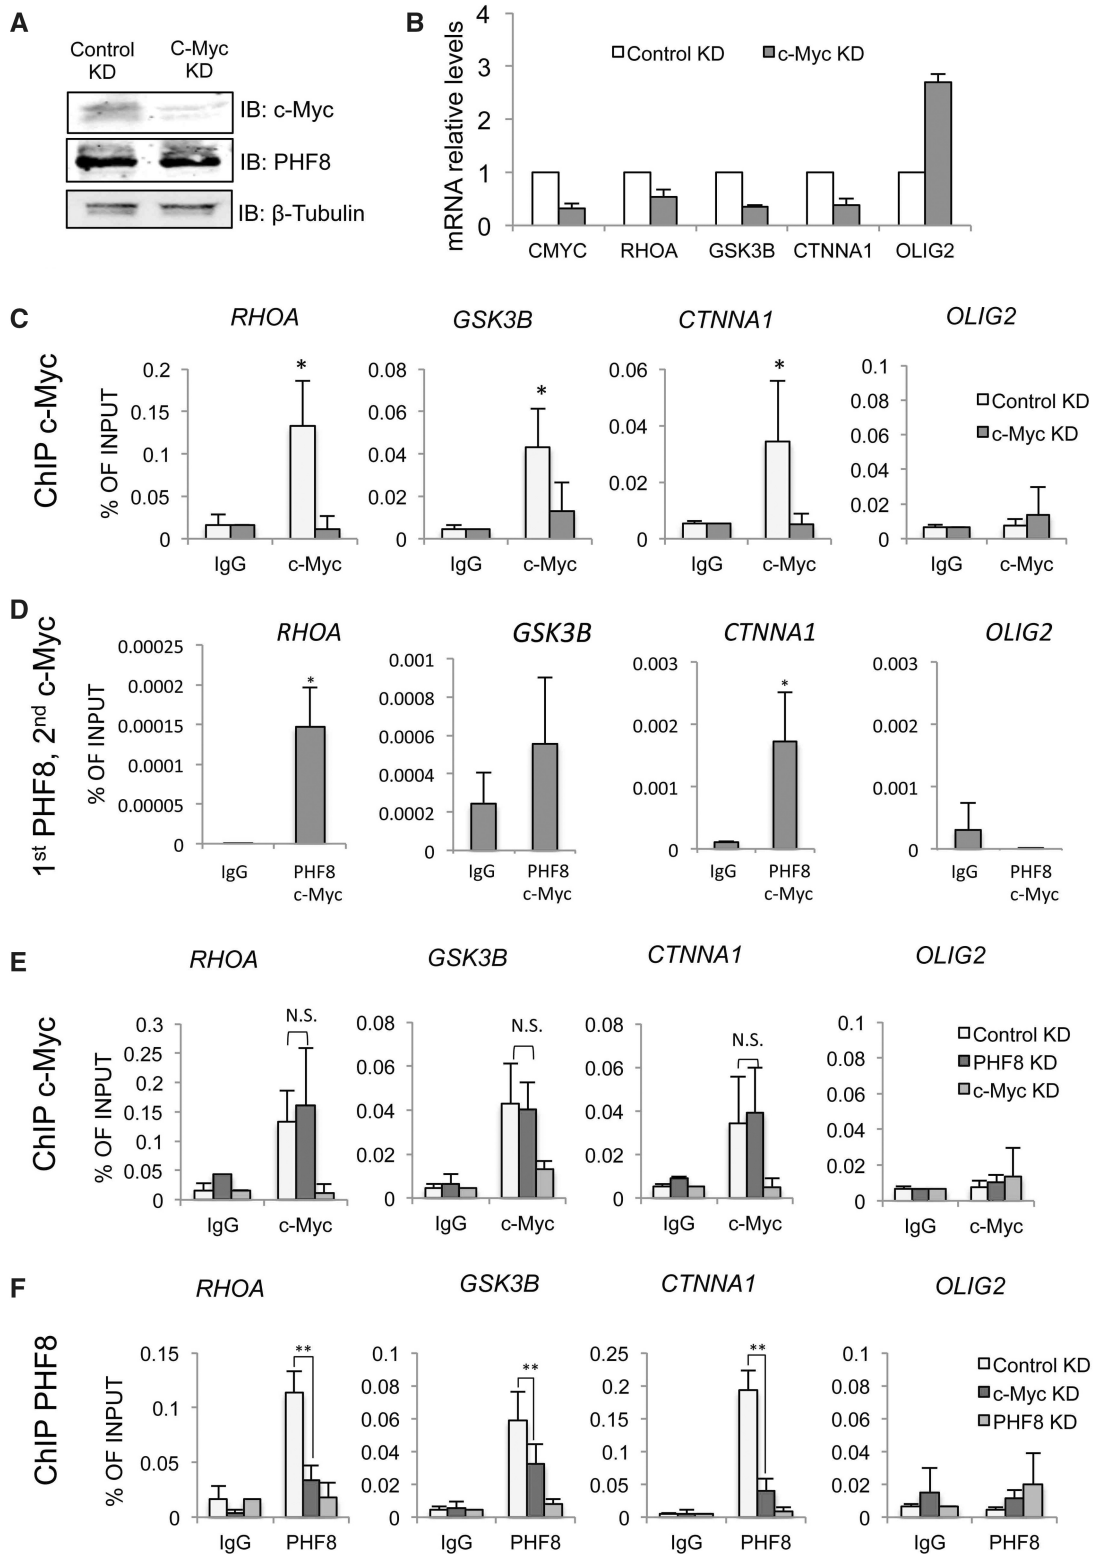 A
Control KD
C-Myc KD
IB: c-Myc
IB: PHF8
IB: β-Tubulin
B
mRNA relative levels
4
3
2
1
0
Control KD
c-Myc KD
CMYC
RHOA
GSK3B
CTNNA1
OLIG2
C
ChIP c-Myc
% OF INPUT
RHOA
0.2
0.15
0.1
0.05
0
*
IgG
c-Myc
GSK3B
0.08
0.06
0.04
0.02
0
*
IgG
c-Myc
CTNNA1
0.06
0.04
0.02
0
*
IgG
c-Myc
OLIG2
0.1
0.08
0.06
0.04
0.02
0
Control KD
c-Myc KD
IgG
c-Myc
D
1st PHF8, 2nd c-Myc
% OF INPUT
RHOA
0.00025
0.0002
0.00015
0.0001
0.00005
0
*
IgG
PHF8
c-Myc
GSK3B
0.001
0.0008
0.0006
0.0004
0.0002
0
IgG
PHF8
c-Myc
CTNNA1
0.003
0.002
0.001
0
*
IgG
PHF8
c-Myc
OLIG2
0.003
0.002
0.001
0
IgG
PHF8
c-Myc
E
ChIP c-Myc
% OF INPUT
RHOA
0.3
0.25
0.2
0.15
0.1
0.05
0
N.S.
IgG
c-Myc
GSK3B
0.08
0.06
0.04
0.02
0
N.S.
IgG
c-Myc
CTNNA1
0.08
0.06
0.04
0.02
0
N.S.
IgG
c-Myc
OLIG2
0.1
0.08
0.06
0.04
0.02
0
Control KD
PHF8 KD
c-Myc KD
IgG
c-Myc
F
ChIP PHF8
% OF INPUT
RHOA
0.15
0.1
0.05
0
**
IgG
PHF8
GSK3B
0.1
0.08
0.06
0.04
0.02
0
**
IgG
PHF8
CTNNA1
0.25
0.2
0.15
0.1
0.05
0
**
IgG
PHF8
OLIG2
0.1
0.08
0.06
0.04
0.02
0
Control KD
c-Myc KD
PHF8 KD
IgG
PHF8